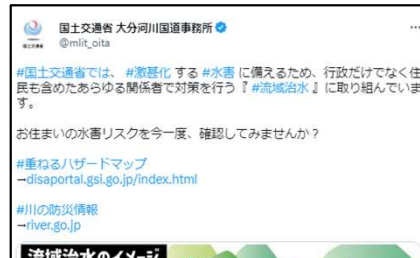 国土交通省 大分河川国道事務所
@mlit_oita
#国土交通省では、 #激甚化 する #水害 に備えるため、行政だけでなく住
民も含めたあらゆる関係者で対策を行う『 #流域治水 』に取り組んでいま
す。
お住まいの水害リスクを今一度、確認してみませんか？
#重ねるハザードマップ
→disaportal.gsi.go.jp/index.html
#川の防災情報
→river.go.jp
流域治水のイメージ